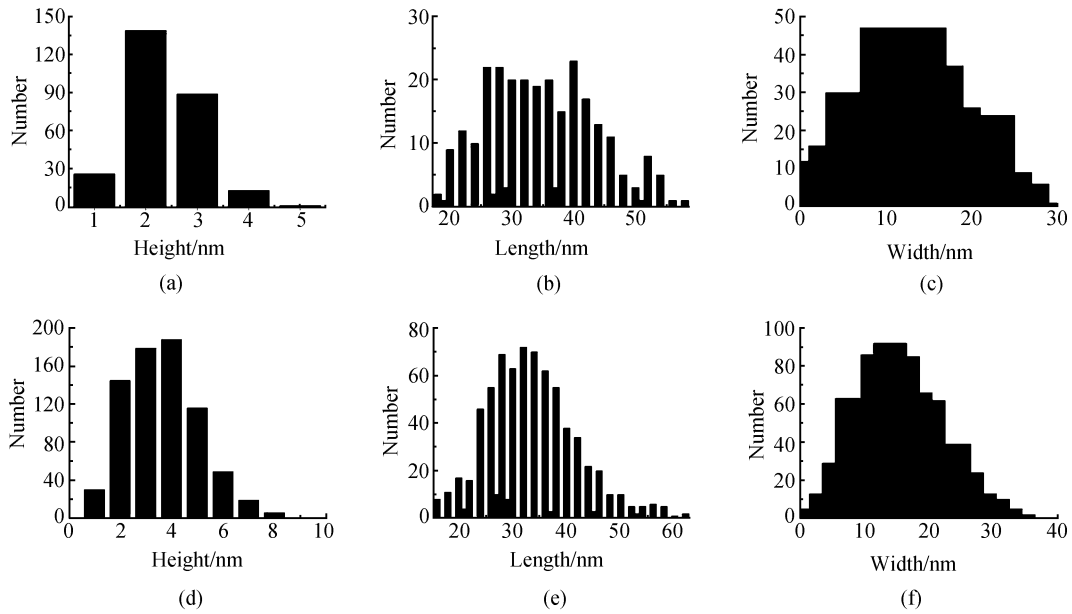 150
120
90
60
30
0
Number
1 2 3 4 5
Height/nm
(a)
30
20
10
0
Number
20 30 40 50
Length/nm
(b)
50
40
30
20
10
0
Number
0 10 20 30
Width/nm
(c)
200
160
120
80
40
0
Number
0 2 4 6 8 10
Height/nm
(d)
80
60
40
20
0
Number
20 30 40 50 60
Length/nm
(e)
100
80
60
40
20
0
Number
0 10 20 30 40
Width/nm
(f)